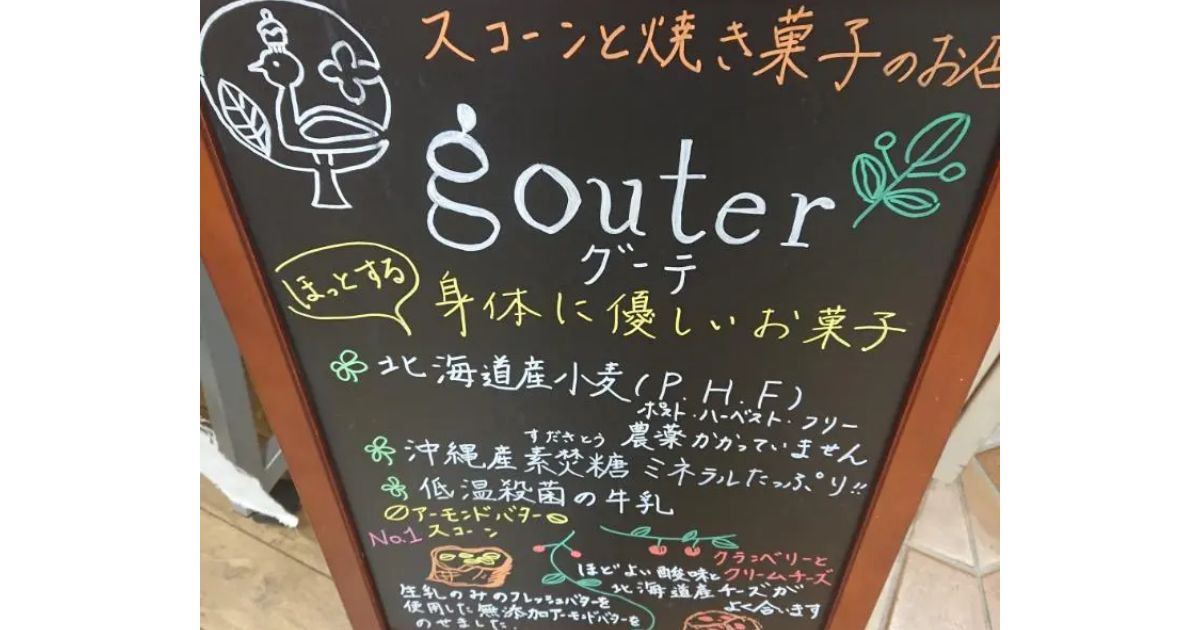 スコーンと焼き菓子のお店
gouter
グーテ
ほっとする
身体に優しいお菓子
北海道産小麦(P.H.F)
ポスト・ハーベスト・フリー
農薬かかっていません
すだきとう
沖縄産素焚糖 ミネラルたっぷり!!
低温殺菌の牛乳
アーモンドバター
No.1 スコーン
生乳のみのフレッシュバターを
使用した無添加アーモンドバターを
のせました。
クランベリーと
クリームチーズ
ほどよい酸味と
北海道産チーズが
よく合います